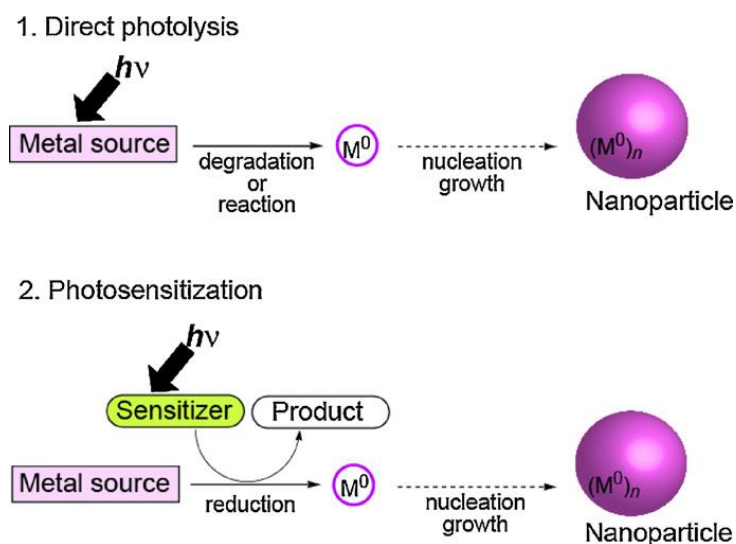 1. Direct photolysis
hν
Metal source
degradation
or
reaction
M⁰
nucleation
growth
(M⁰)ₙ
Nanoparticle
2. Photosensitization
hν
Sensitizer
Product
Metal source
reduction
M⁰
nucleation
growth
(M⁰)ₙ
Nanoparticle